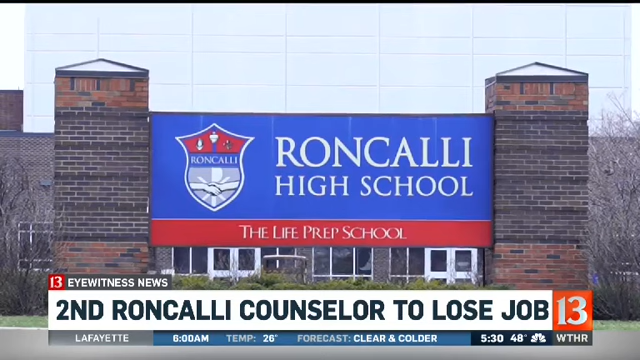 RONCALLI
RONCALLI
HIGH SCHOOL
THE LIFE PREP SCHOOL
13 EYEWITNESS NEWS
2ND RONCALLI COUNSELOR TO LOSE JOB 13
LAFAYETTE 6:00AM TEMP: 26° FORECAST: CLEAR & COLDER 5:30 48° NBC WTHR